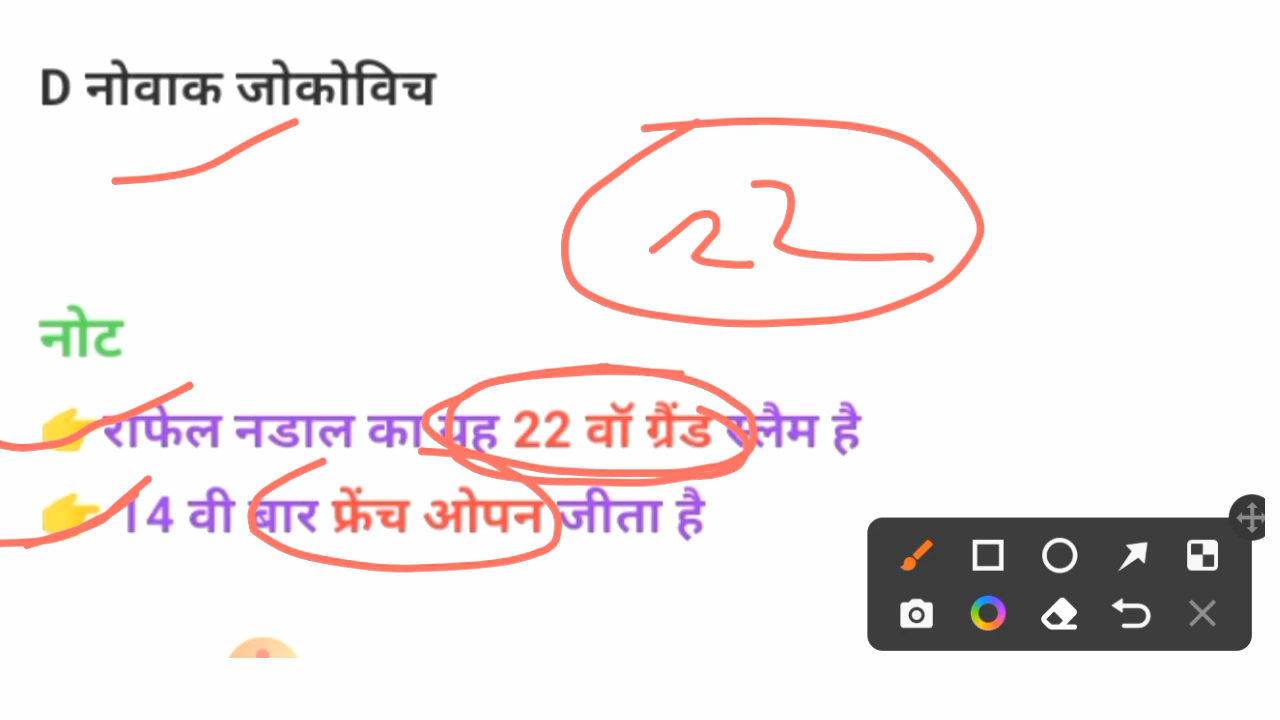 D नोवाक जोकोविच
22
नोट
👉राफेल नडाल का यह 22 वॉ ग्रैंड स्लैम है
👉 14 वी बार फ्रेंच ओपन जीता है